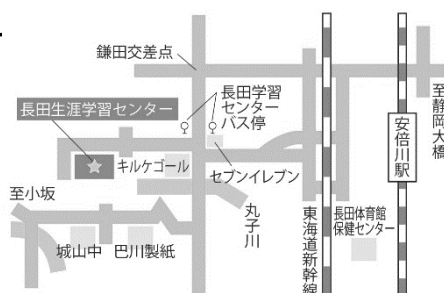 鎌田交差点
長田学習
センター
バス停
長田生涯学習センター
キルケゴール
セブンイレブン
至小坂
城山中
巴川製紙
丸子川
東海道新幹線
長田体育館
保健センター
安倍川駅
至静岡大橋